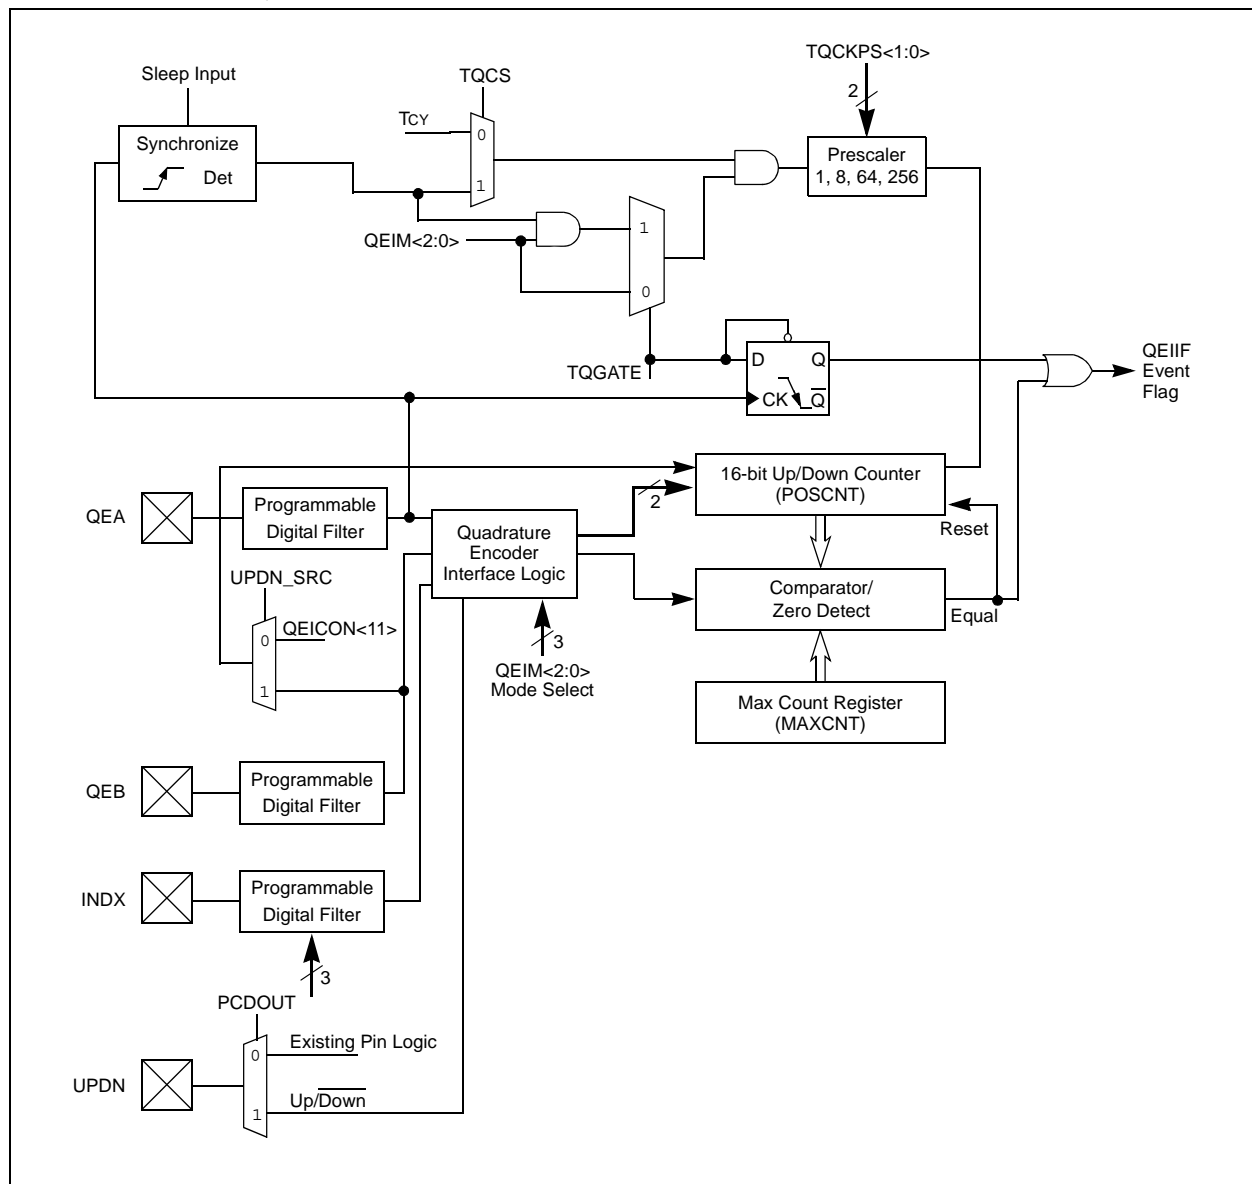 TQCKPS<1:0>
Sleep Input
TQCS
2
TCY
0
Synchronize
Det
1
Prescaler
1, 8, 64, 256
QEIM<2:0>
1
0
TQGATE
D
Q
CK
Q
QEIIF
Event
Flag
16-bit Up/Down Counter
(POSCNT)
2
Reset
QEA
Programmable
Digital Filter
Quadrature
Encoder
Interface Logic
UPDN_SRC
0
QEICON<11>
1
Comparator/
Zero Detect
Equal
3
QEIM<2:0>
Mode Select
Max Count Register
(MAXCNT)
QEB
Programmable
Digital Filter
INDX
Programmable
Digital Filter
3
PCDOUT
0
Existing Pin Logic
UPDN
Up/Down
1